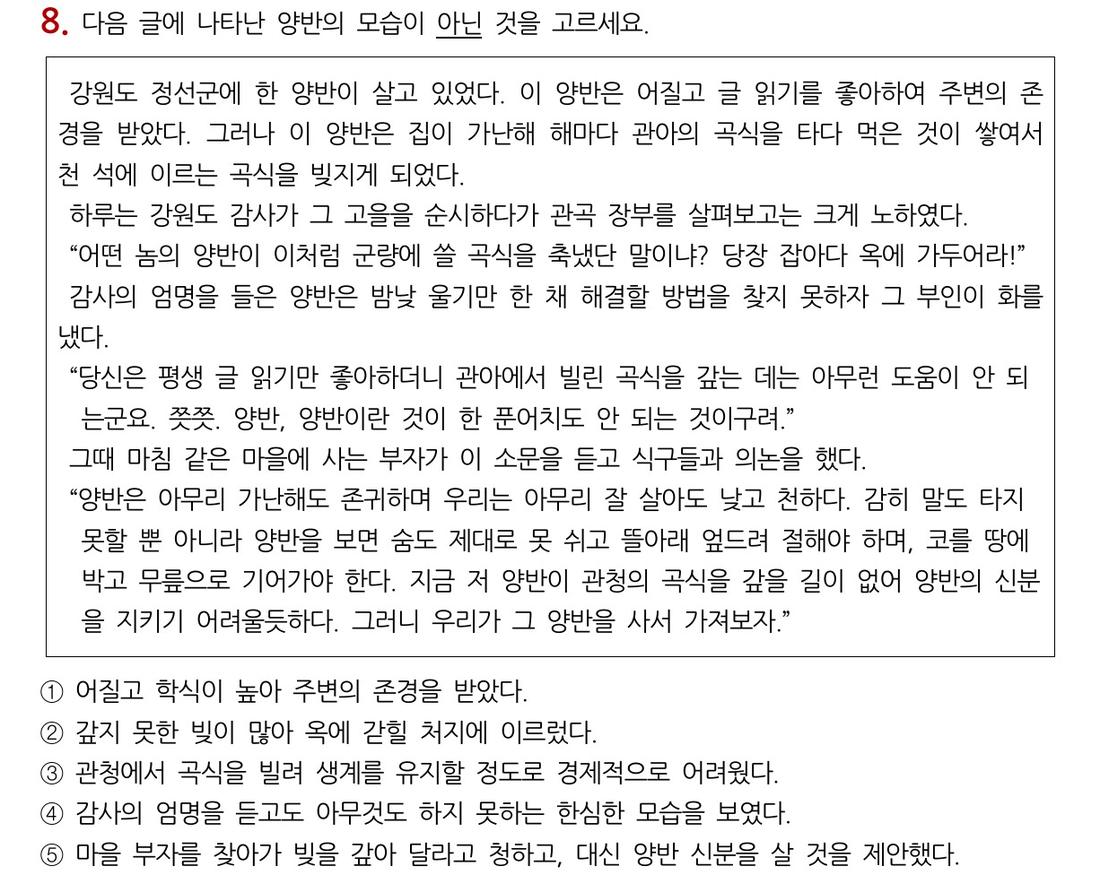 8. 다음 글에 나타난 양반의 모습이 아닌 것을 고르세요.
강원도 정선군에 한 양반이 살고 있었다. 이 양반은 어질고 글 읽기를 좋아하여 주변의 존
경을 받았다. 그러나 이 양반은 집이 가난해 해마다 관아의 곡식을 타다 먹은 것이 쌓여서
천 석에 이르는 곡식을 빚지게 되었다.
하루는 강원도 감사가 그 고을을 순시하다가 관곡 장부를 살펴보고는 크게 노하였다.
“어떤 놈의 양반이 이처럼 군량에 쓸 곡식을 축냈단 말이냐? 당장 잡아다 옥에 가두어라!”
감사의 엄명을 들은 양반은 밤낮 울기만 한 채 해결할 방법을 찾지 못하자 그 부인이 화를
냈다.
“당신은 평생 글 읽기만 좋아하더니 관아에서 빌린 곡식을 갚는 데는 아무런 도움이 안 되
는군요. 쯧쯧. 양반, 양반이란 것이 한 푼어치도 안 되는 것이구려.”
그때 마침 같은 마을에 사는 부자가 이 소문을 듣고 식구들과 의논을 했다.
“양반은 아무리 가난해도 존귀하며 우리는 아무리 잘 살아도 낮고 천하다. 감히 말도 타지
못할 뿐 아니라 양반을 보면 숨도 제대로 못 쉬고 뜰아래 엎드려 절해야 하며, 코를 땅에
박고 무릎으로 기어가야 한다. 지금 저 양반이 관청의 곡식을 갚을 길이 없어 양반의 신분
을 지키기 어려울듯하다. 그러니 우리가 그 양반을 사서 가져보자.”
① 어질고 학식이 높아 주변의 존경을 받았다.
② 갚지 못한 빚이 많아 옥에 갇힐 처지에 이르렀다.
③ 관청에서 곡식을 빌려 생계를 유지할 정도로 경제적으로 어려웠다.
④ 감사의 엄명을 듣고도 아무것도 하지 못하는 한심한 모습을 보였다.
⑤ 마을 부자를 찾아가 빚을 갚아 달라고 청하고, 대신 양반 신분을 살 것을 제안했다.